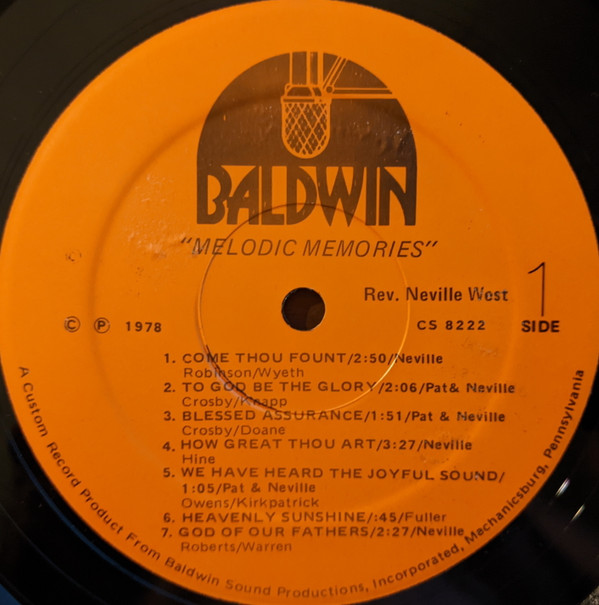 BALDWIN
"MELODIC MEMORIES"
Rev. Neville West
© ℗ 1978
CS 8222
1
SIDE
1. COME THOU FOUNT/2:50/Neville
Robinson/Wyeth
2. TO GOD BE THE GLORY/2:06/Pat& Neville
Crosby/Knapp
3. BLESSED ASSURANCE/1:51/Pat & Neville
Crosby/Doane
4. HOW GREAT THOU ART/3:27/Neville
Hine
5. WE HAVE HEARD THE JOYFUL SOUND/
1:05/Pat & Neville
Owens/Kirkpatrick
6. HEAVENLY SUNSHINE/:45/Fuller
7. GOD OF OUR FATHERS/2:27/Neville
Roberts/Warren
A Custom Record Product From Baldwin Sound Productions, Incorporated, Mechanicsburg, Pennsylvania